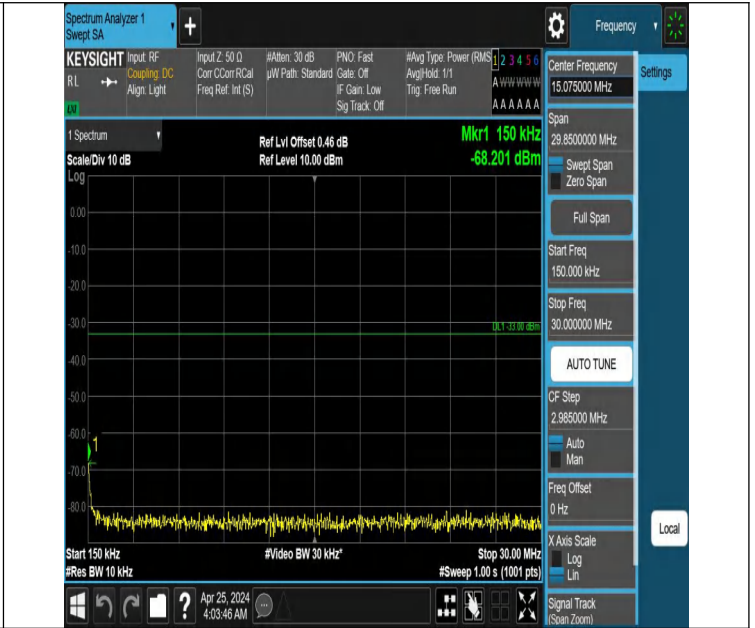 Spectrum Analyzer 1
Swept SA
+
Frequency
KEYSIGHT
RL
LXI
Input: RF
Coupling: DC
Align: Light
Input Z: 50 Ω
Corr CCorr RCal
Freq Ref: Int (S)
#Atten: 30 dB
µW Path: Standard
PNO: Fast
Gate: Off
IF Gain: Low
Sig Track: Off
#Avg Type: Power (RMS
Avg|Hold: 1/1
Trig: Free Run
1 2 3 4 5 6
A W W W W W
A A A A A A
1 Spectrum
Scale/Div 10 dB
Log
Ref Lvl Offset 0.46 dB
Ref Level 10.00 dBm
Mkr1 150 kHz
-68.201 dBm
0.00
-10.0
-20.0
-30.0
DL1 -33.00 dBm
-40.0
-50.0
-60.0
1
-70.0
-80.0
Start 150 kHz
#Video BW 30 kHz*
Stop 30.00 MHz
#Res BW 10 kHz
#Sweep 1.00 s (1001 pts)
?
Apr 25, 2024
4:03:46 AM
Center Frequency
15.075000 MHz
Settings
Span
29.8500000 MHz
Swept Span
Zero Span
Full Span
Start Freq
150.000 kHz
Stop Freq
30.000000 MHz
AUTO TUNE
CF Step
2.985000 MHz
Auto
Man
Freq Offset
0 Hz
Local
X Axis Scale
Log
Lin
Signal Track
(Span Zoom)